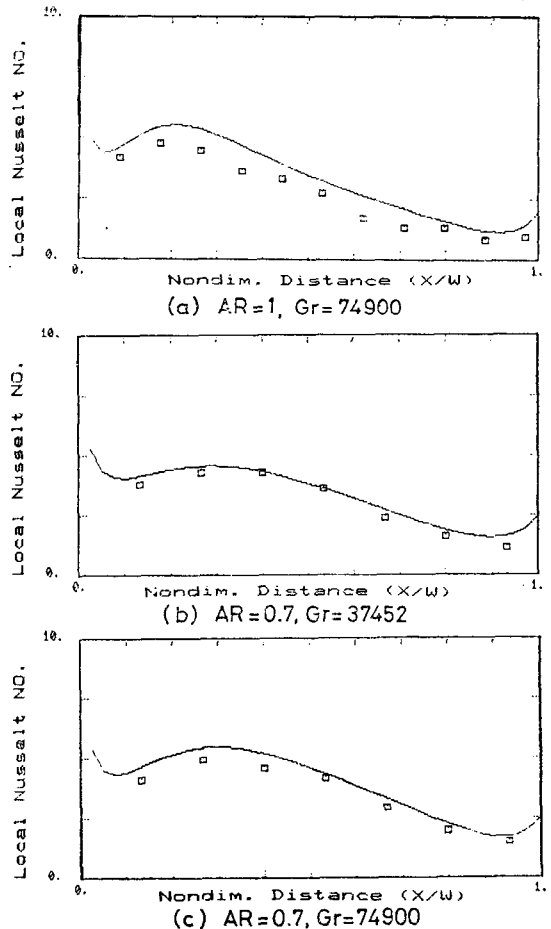 10.
Local Nusselt NO.
0.
0.
1.
Nondim. Distance (X/W)
(a) AR=1, Gr=74900
10.
Local Nusselt NO.
0.
0.
1.
Nondim. Distance (X/W)
(b) AR=0.7, Gr=37452
10.
Local Nusselt NO.
0.
0.
1.
Nondim. Distance (X/W)
(c) AR=0.7, Gr=74900